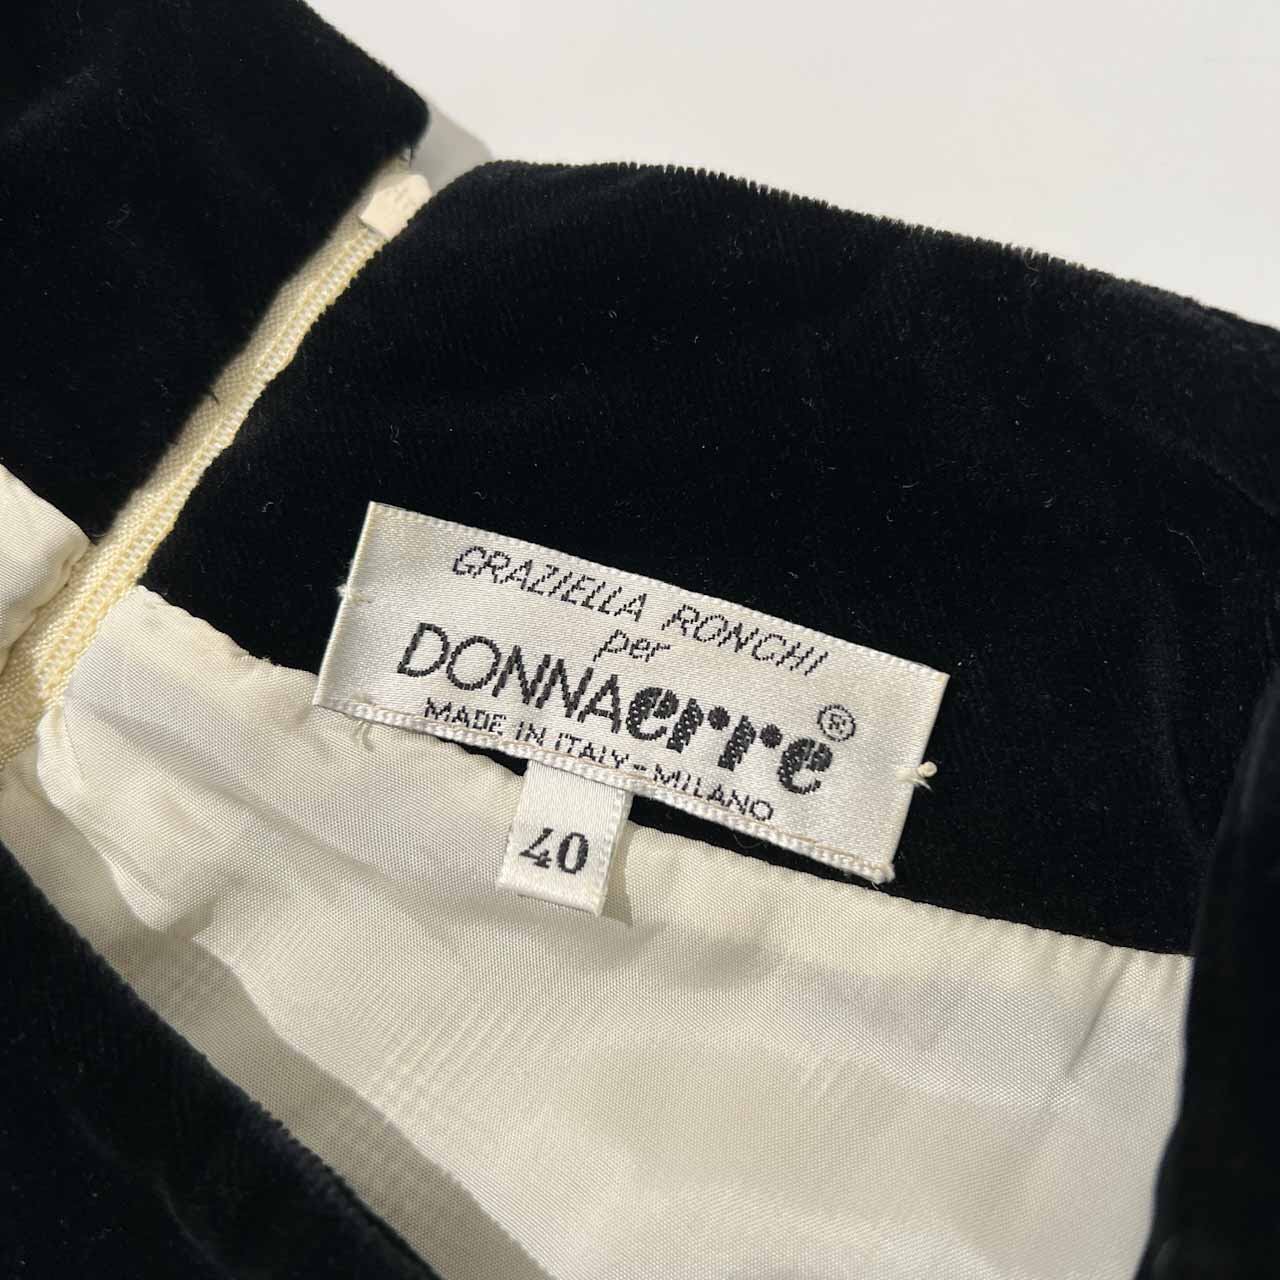 GRAZIELLA RONCHI
per
DONNAerre®
MADE IN ITALY - MILANO
40